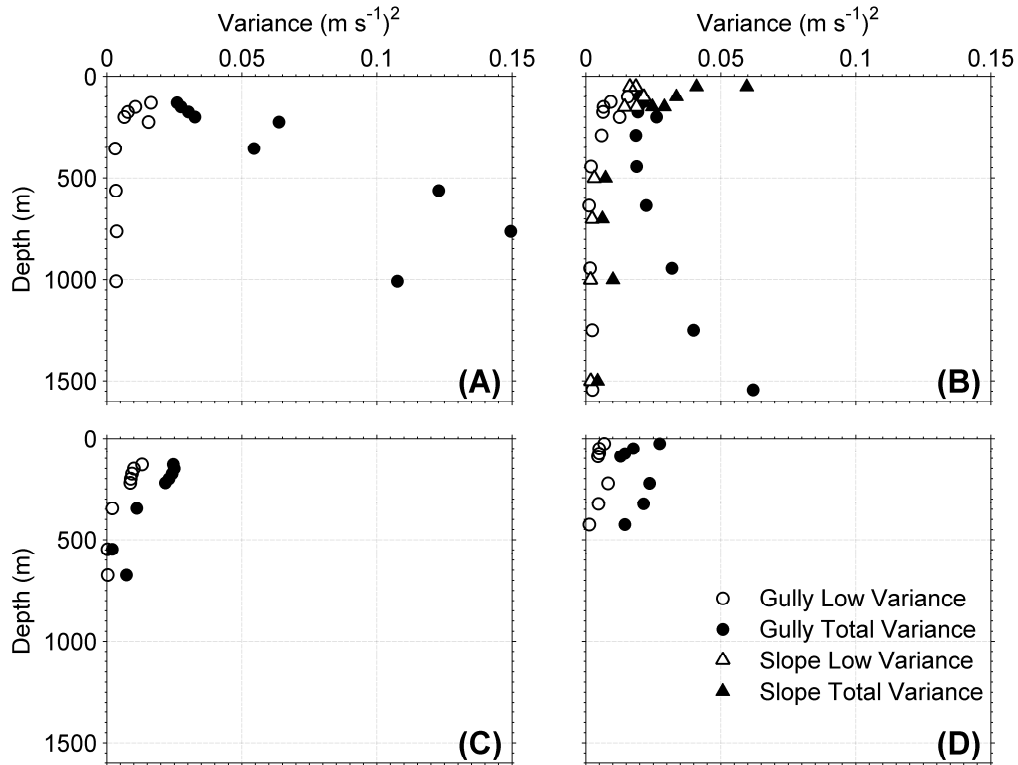 Variance (m s⁻¹)² Variance (m s⁻¹)²
0 0.05 0.1 0.15 0 0.05 0.1 0.15
0
500
1000
1500
Depth (m)
(A) (B)
0
500
1000
1500
Depth (m)
Gully Low Variance
Gully Total Variance
Slope Low Variance
Slope Total Variance
(C) (D)